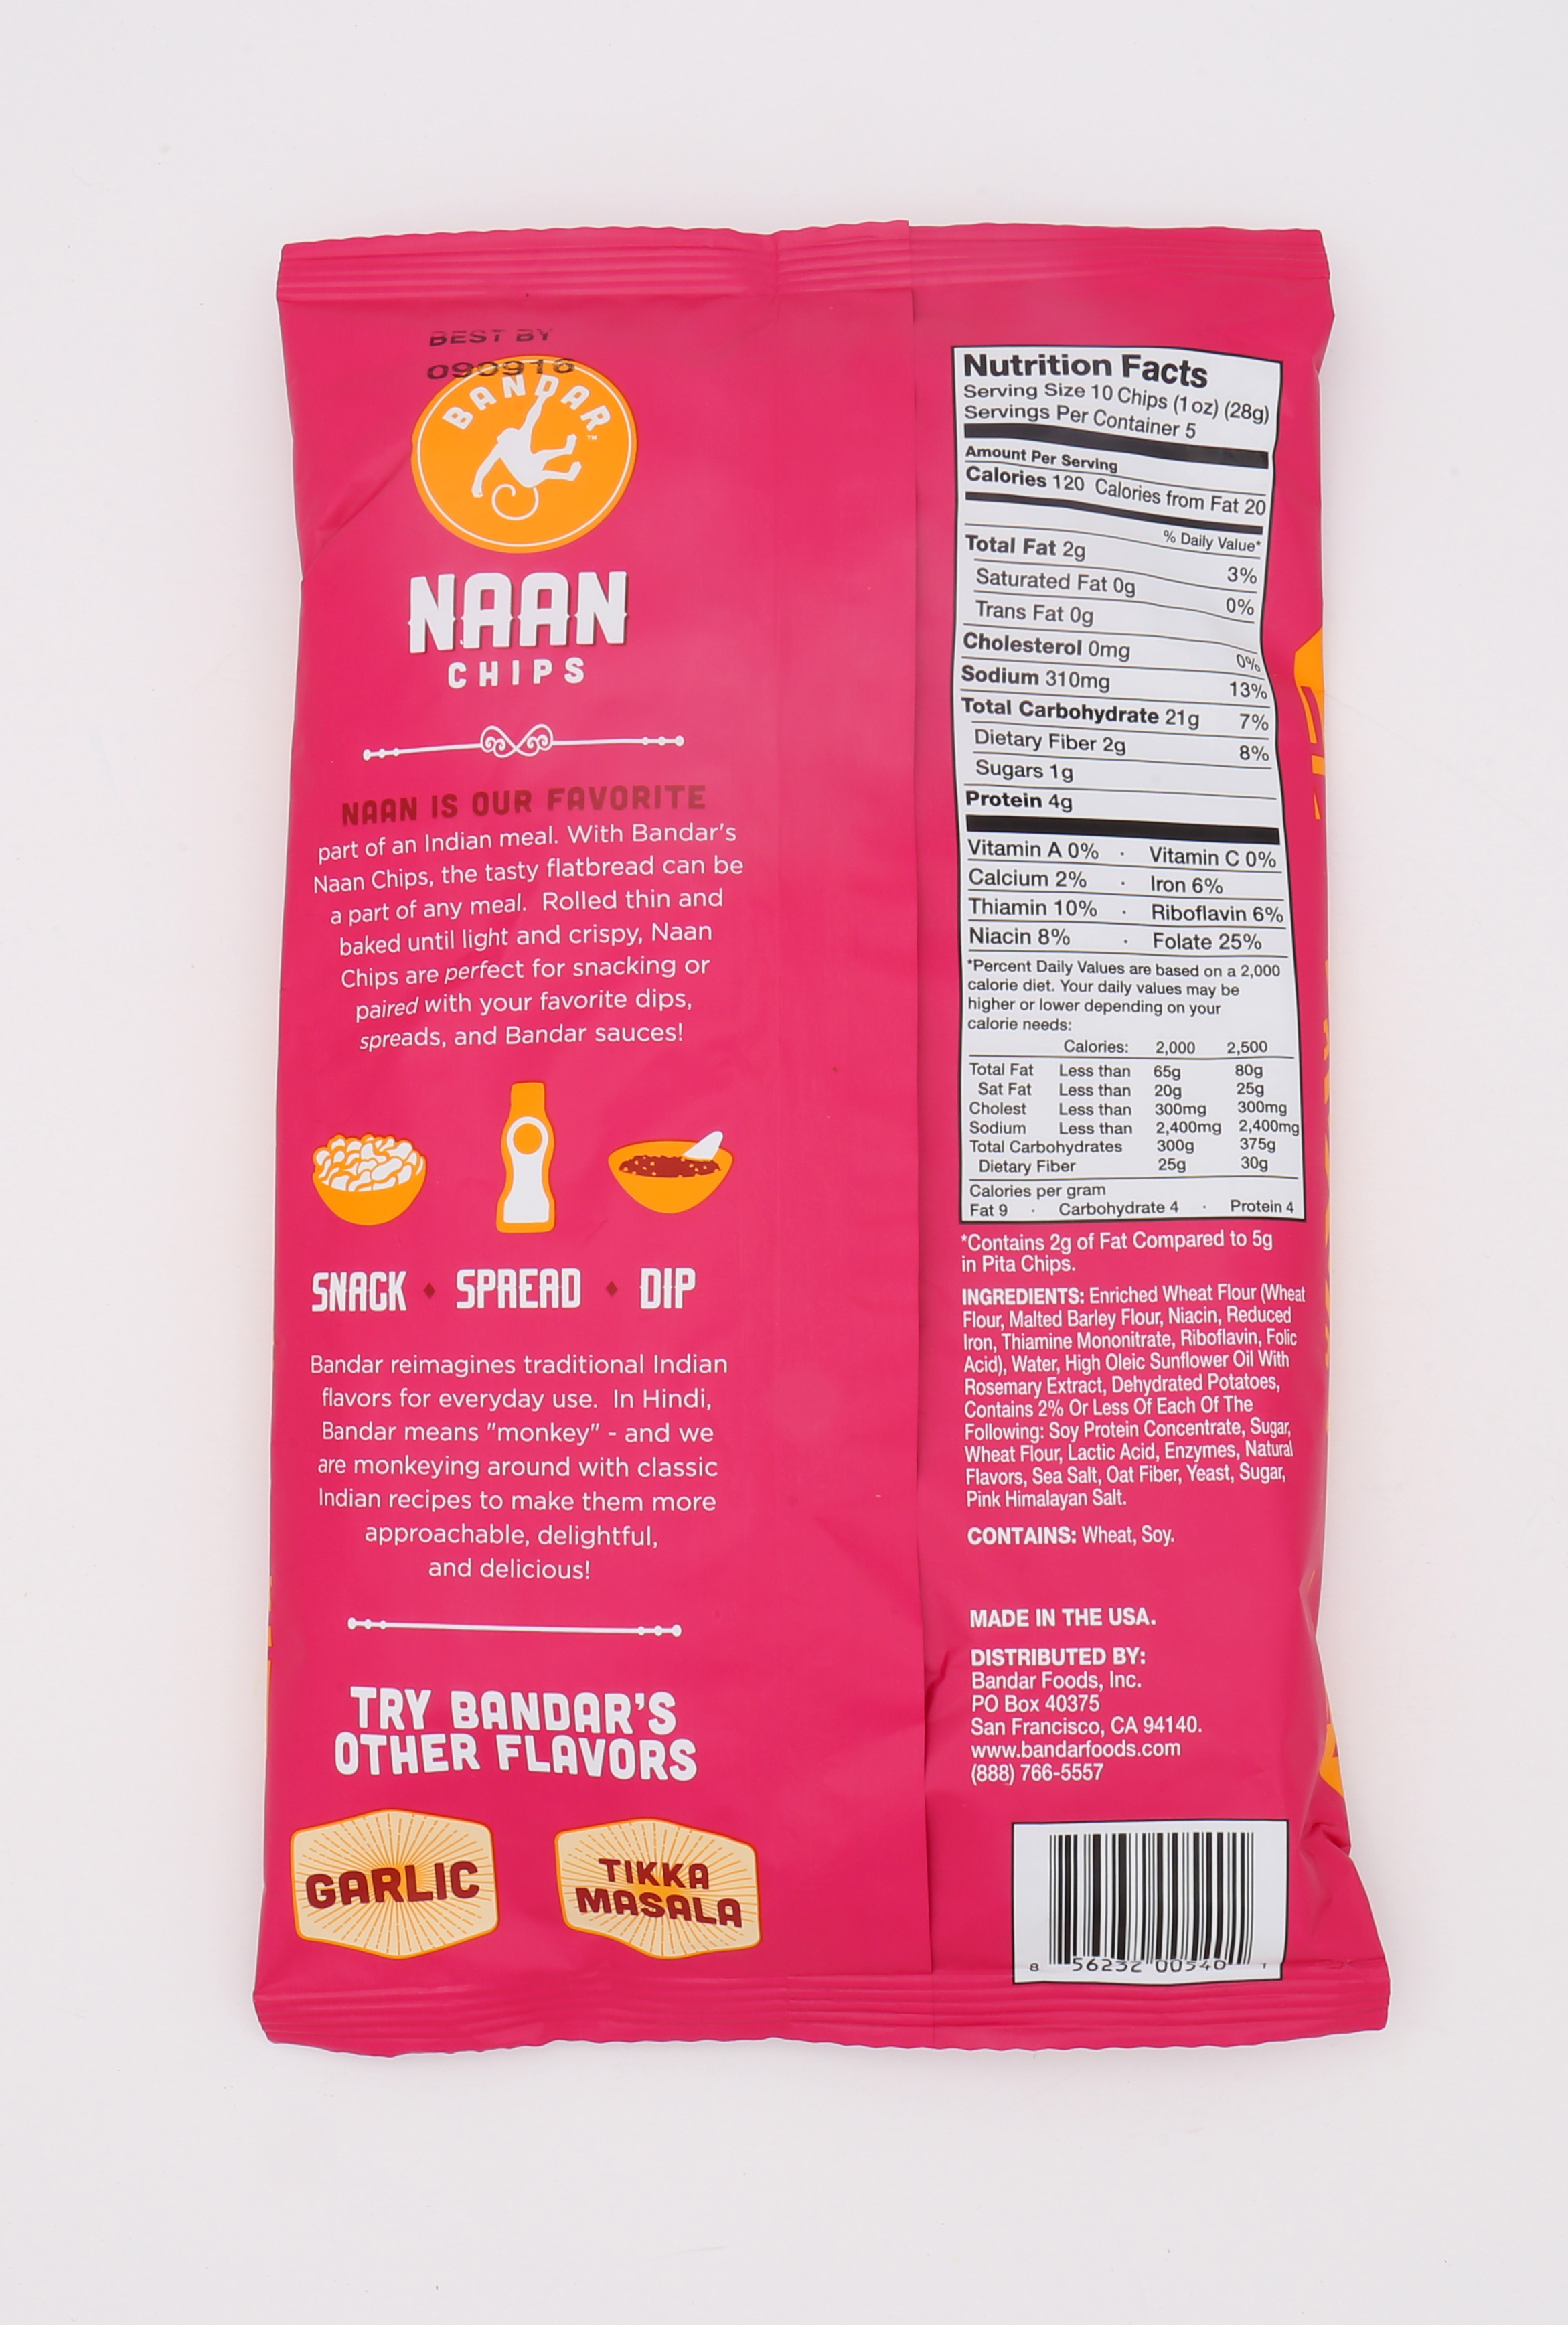 BEST BY
090916
BANDAR™
NAAN
CHIPS
NAAN IS OUR FAVORITE
part of an Indian meal. With Bandar's
Naan Chips, the tasty flatbread can be
a part of any meal. Rolled thin and
baked until light and crispy, Naan
Chips are perfect for snacking or
paired with your favorite dips,
spreads, and Bandar sauces!
SNACK ♦ SPREAD ♦ DIP
Bandar reimagines traditional Indian
flavors for everyday use. In Hindi,
Bandar means "monkey" - and we
are monkeying around with classic
Indian recipes to make them more
approachable, delightful,
and delicious!
TRY BANDAR'S
OTHER FLAVORS
GARLIC
TIKKA
MASALA
Nutrition Facts
Serving Size 10 Chips (1 oz) (28g)
Servings Per Container 5
Amount Per Serving
Calories 120 Calories from Fat 20
% Daily Value*
Total Fat 2g 3%
Saturated Fat 0g 0%
Trans Fat 0g
Cholesterol 0mg 0%
Sodium 310mg 13%
Total Carbohydrate 21g 7%
Dietary Fiber 2g 8%
Sugars 1g
Protein 4g
Vitamin A 0% · Vitamin C 0%
Calcium 2% · Iron 6%
Thiamin 10% · Riboflavin 6%
Niacin 8% · Folate 25%
*Percent Daily Values are based on a 2,000
calorie diet. Your daily values may be
higher or lower depending on your
calorie needs:
Calories: 2,000 2,500
Total Fat Less than 65g 80g
Sat Fat Less than 20g 25g
Cholest Less than 300mg 300mg
Sodium Less than 2,400mg 2,400mg
Total Carbohydrates 300g 375g
Dietary Fiber 25g 30g
Calories per gram
Fat 9 · Carbohydrate 4 · Protein 4
*Contains 2g of Fat Compared to 5g
in Pita Chips.
INGREDIENTS: Enriched Wheat Flour (Wheat
Flour, Malted Barley Flour, Niacin, Reduced
Iron, Thiamine Mononitrate, Riboflavin, Folic
Acid), Water, High Oleic Sunflower Oil With
Rosemary Extract, Dehydrated Potatoes,
Contains 2% Or Less Of Each Of The
Following: Soy Protein Concentrate, Sugar,
Wheat Flour, Lactic Acid, Enzymes, Natural
Flavors, Sea Salt, Oat Fiber, Yeast, Sugar,
Pink Himalayan Salt.
CONTAINS: Wheat, Soy.
MADE IN THE USA.
DISTRIBUTED BY:
Bandar Foods, Inc.
PO Box 40375
San Francisco, CA 94140.
www.bandarfoods.com
(888) 766-5557
8 56232 00540 1